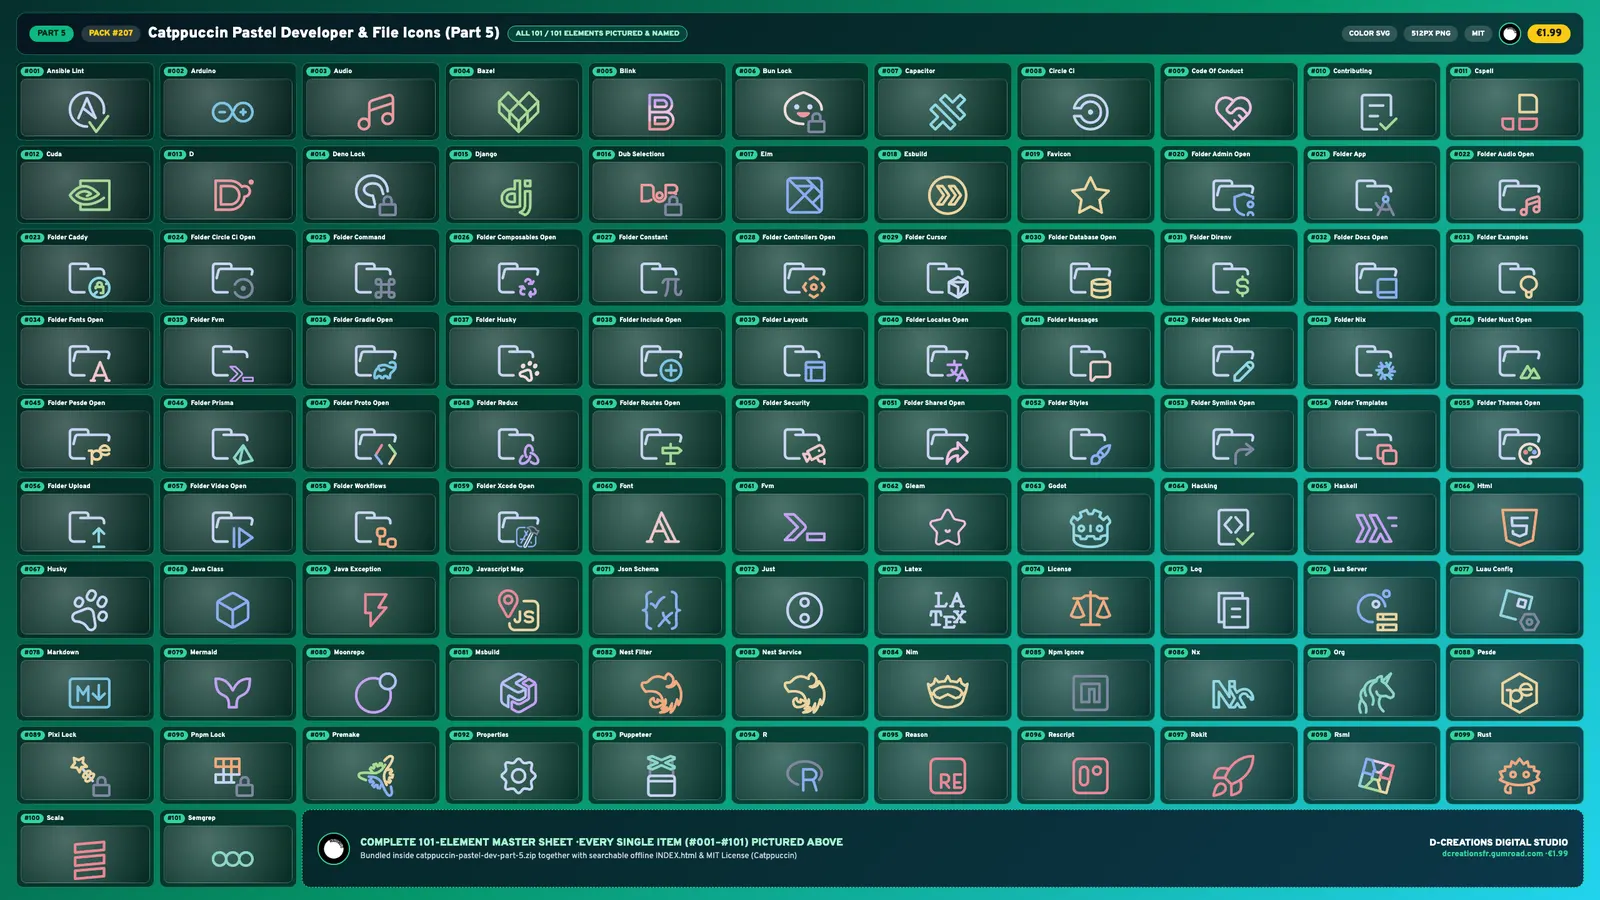 PART 5 PACK #207 Catppuccin Pastel Developer & File Icons (Part 5) ALL 101 / 101 ELEMENTS PICTURED & NAMED COLOR SVG 512PX PNG MIT €1.99
#001 Ansible Lint #002 Arduino #003 Audio #004 Bazel #005 Blink #006 Bun Lock #007 Capacitor #008 Circle Ci #009 Code Of Conduct #010 Contributing #011 Cspell
#012 Cuda #013 D #014 Deno Lock #015 Django #016 Dub Selections #017 Elm #018 Esbuild #019 Favicon #020 Folder Admin Open #021 Folder App #022 Folder Audio Open
#023 Folder Caddy #024 Folder Circle Ci Open #025 Folder Command #026 Folder Composables Open #027 Folder Constant #028 Folder Controllers Open #029 Folder Cursor #030 Folder Database Open #031 Folder Direnv #032 Folder Docs Open #033 Folder Examples
#034 Folder Fonts Open #035 Folder Fvm #036 Folder Gradle Open #037 Folder Husky #038 Folder Include Open #039 Folder Layouts #040 Folder Locales Open #041 Folder Messages #042 Folder Mocks Open #043 Folder Nix #044 Folder Nuxt Open
#045 Folder Pesde Open #046 Folder Prisma #047 Folder Proto Open #048 Folder Redux #049 Folder Routes Open #050 Folder Security #051 Folder Shared Open #052 Folder Styles #053 Folder Symlink Open #054 Folder Templates #055 Folder Themes Open
#056 Folder Upload #057 Folder Video Open #058 Folder Workflows #059 Folder Xcode Open #060 Font #061 Fvm #062 Gleam #063 Godot #064 Hacking #065 Haskell #066 Html
#067 Husky #068 Java Class #069 Java Exception #070 Javascript Map #071 Json Schema #072 Just #073 Latex #074 License #075 Log #076 Lua Server #077 Luau Config
JS LATEX
#078 Markdown #079 Mermaid #080 Moonrepo #081 Msbuild #082 Nest Filter #083 Nest Service #084 Nim #085 Npm Ignore #086 Nx #087 Org #088 Pesde
#089 Pixi Lock #090 Pnpm Lock #091 Premake #092 Properties #093 Puppeteer #094 R #095 Reason #096 Rescript #097 Rokit #098 Rsml #099 Rust
R RE
#100 Scala #101 Semgrep
COMPLETE 101-ELEMENT MASTER SHEET · EVERY SINGLE ITEM (#001-#101) PICTURED ABOVE
Bundled inside catppuccin-pastel-dev-part-5.zip together with searchable offline INDEX.html & MIT License (Catppuccin)
D-CREATIONS DIGITAL STUDIO
dcreationsfr.gumroad.com · €1.99